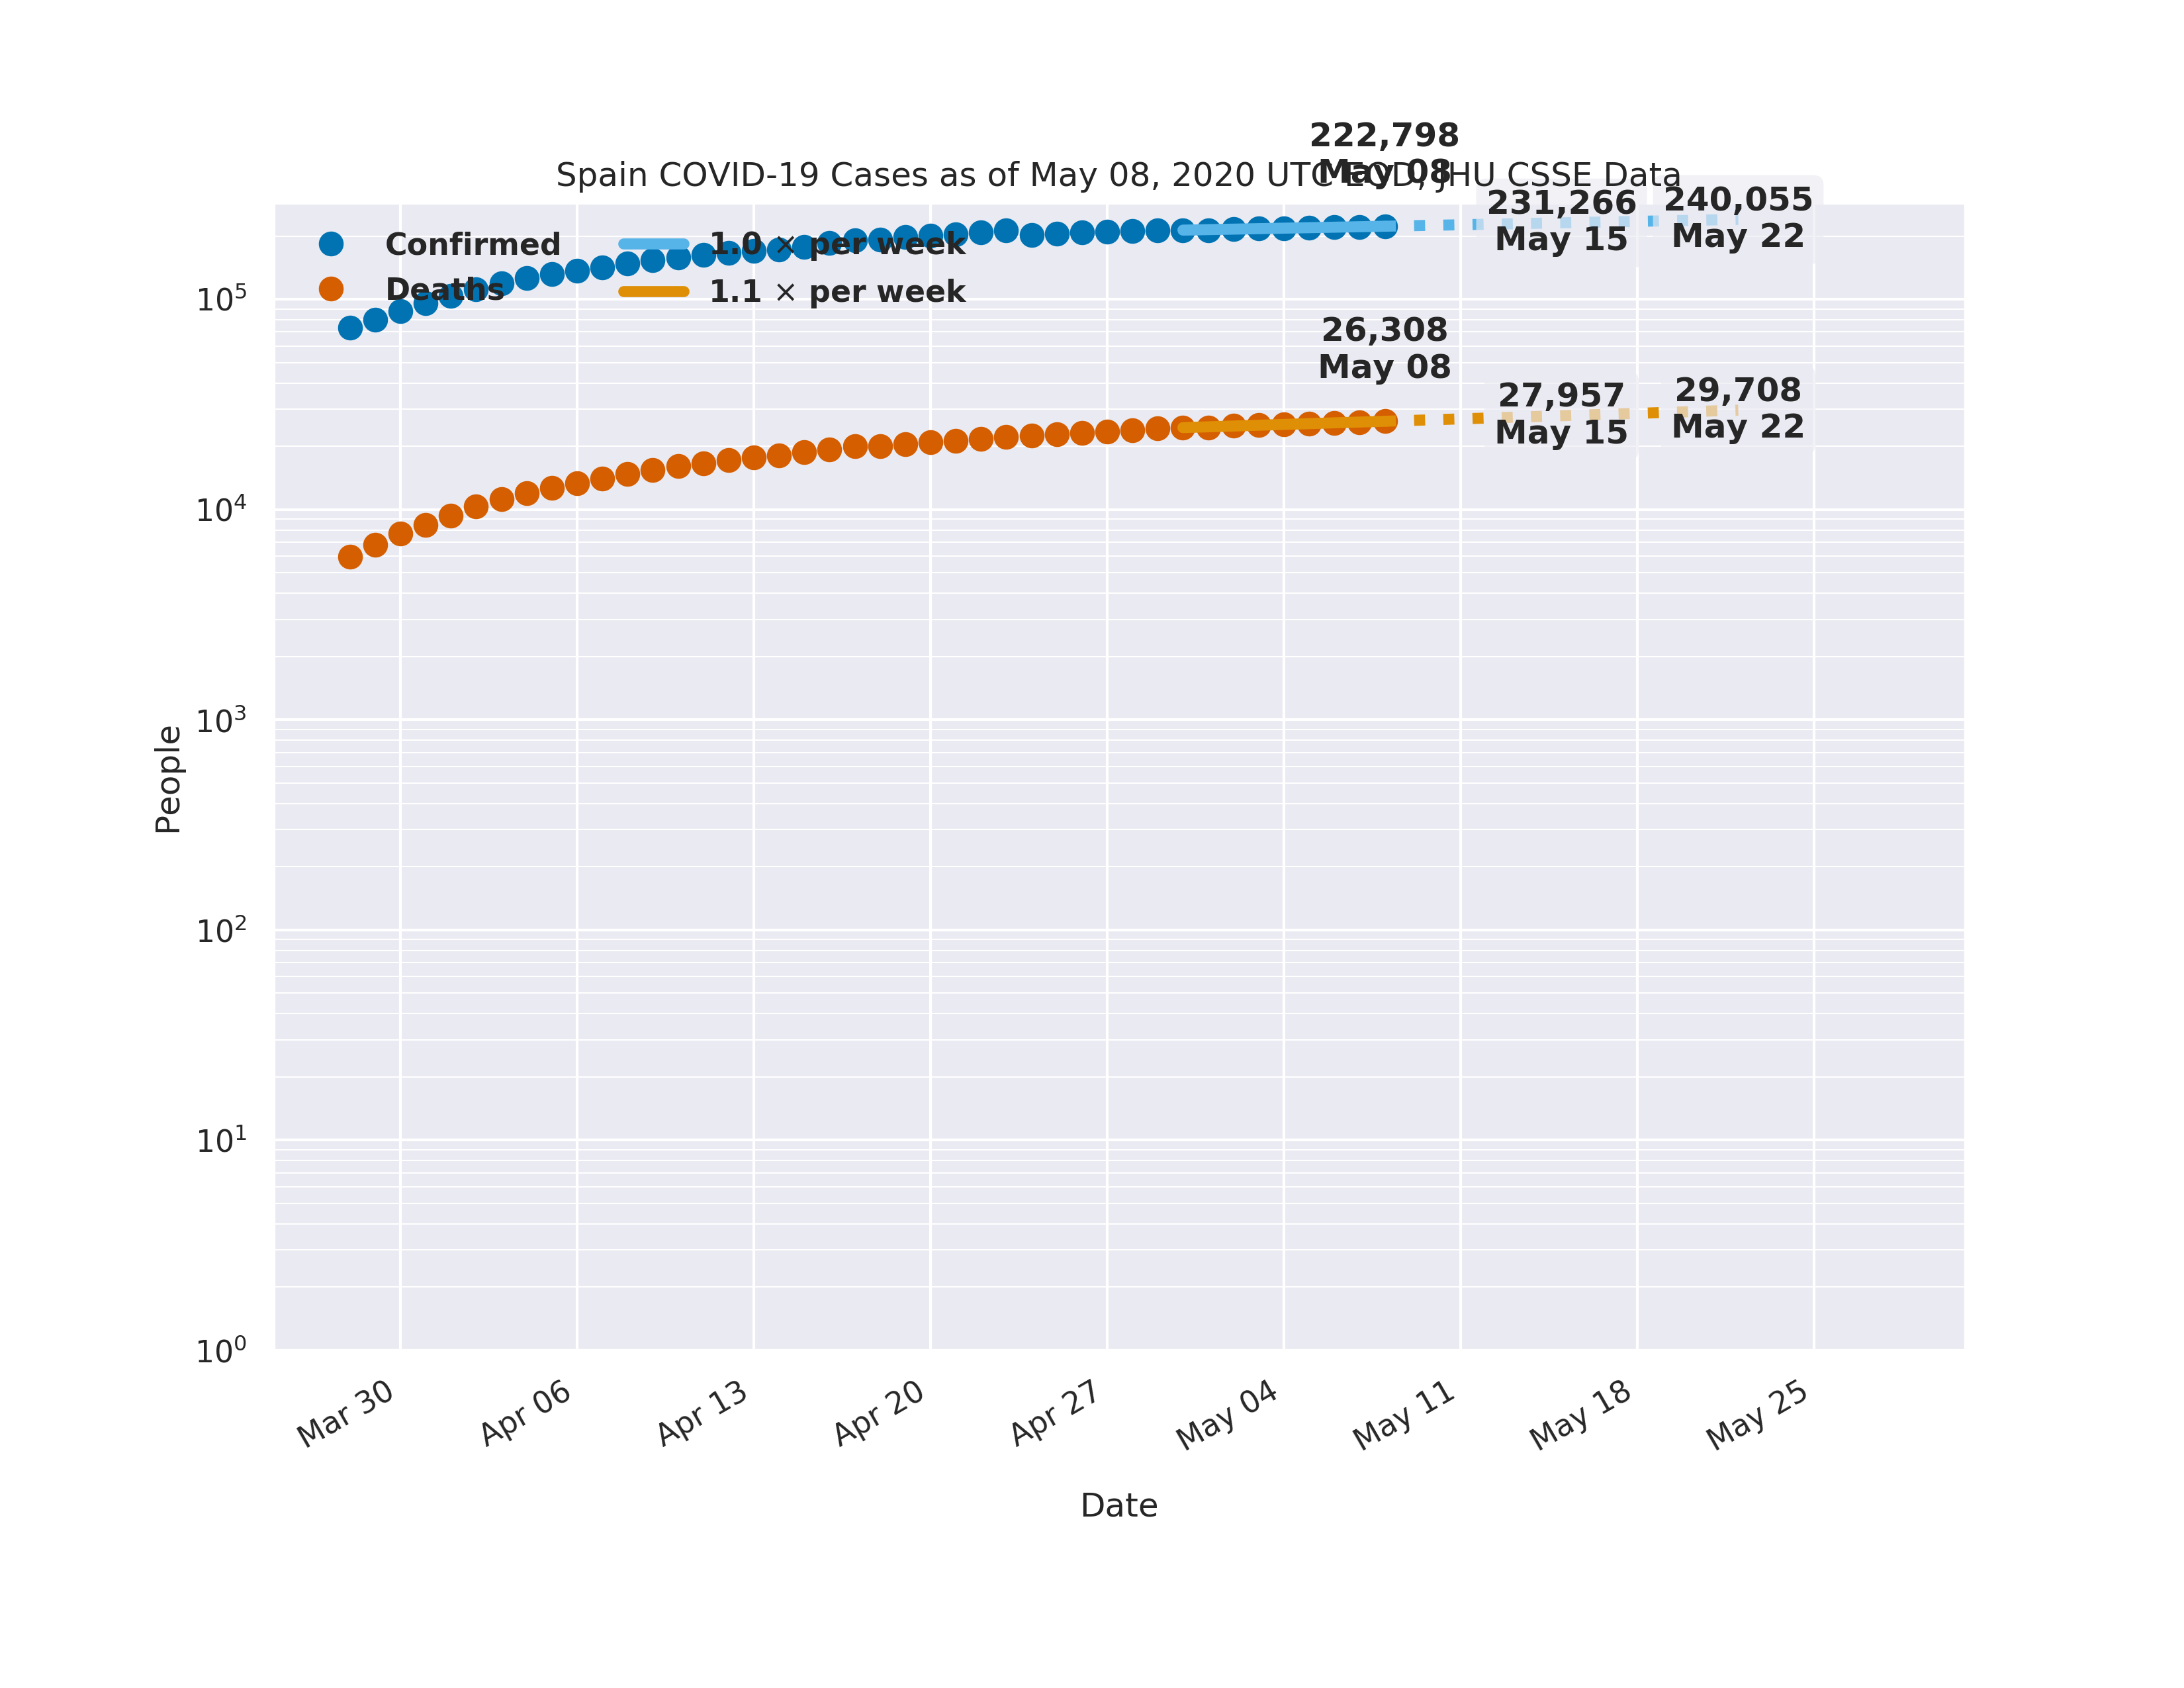 222,798
May 08
Spain COVID-19 Cases as of May 08, 2020 UTC EOD, JHU CSSE Data
231,266
May 15
240,055
May 22
Confirmed
Deaths
1.0 × per week
1.1 × per week
26,308
May 08
27,957
May 15
29,708
May 22
10⁵
10⁴
10³
10²
10¹
10⁰
People
Mar 30
Apr 06
Apr 13
Apr 20
Apr 27
May 04
May 11
May 18
May 25
Date